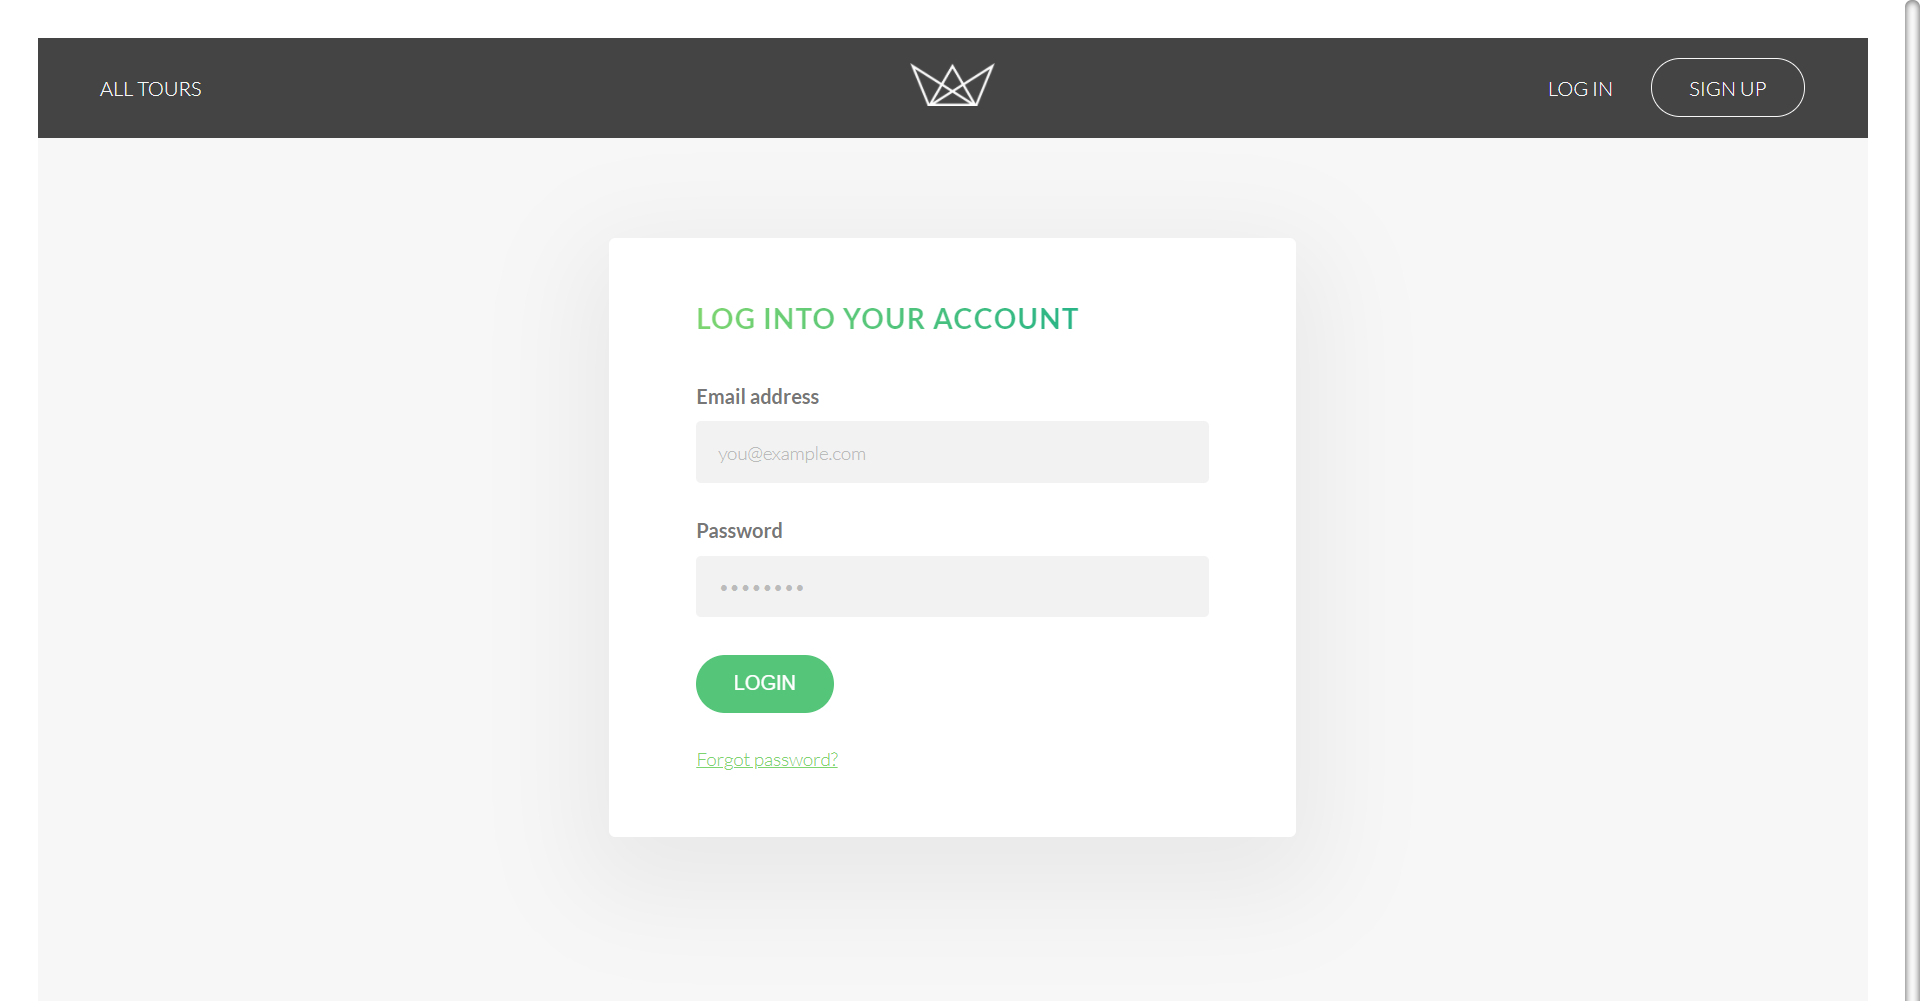 ALL TOURS
LOG IN
SIGN UP
LOG INTO YOUR ACCOUNT
Email address
you@example.com
Password
••••••••
LOGIN
Forgot password?